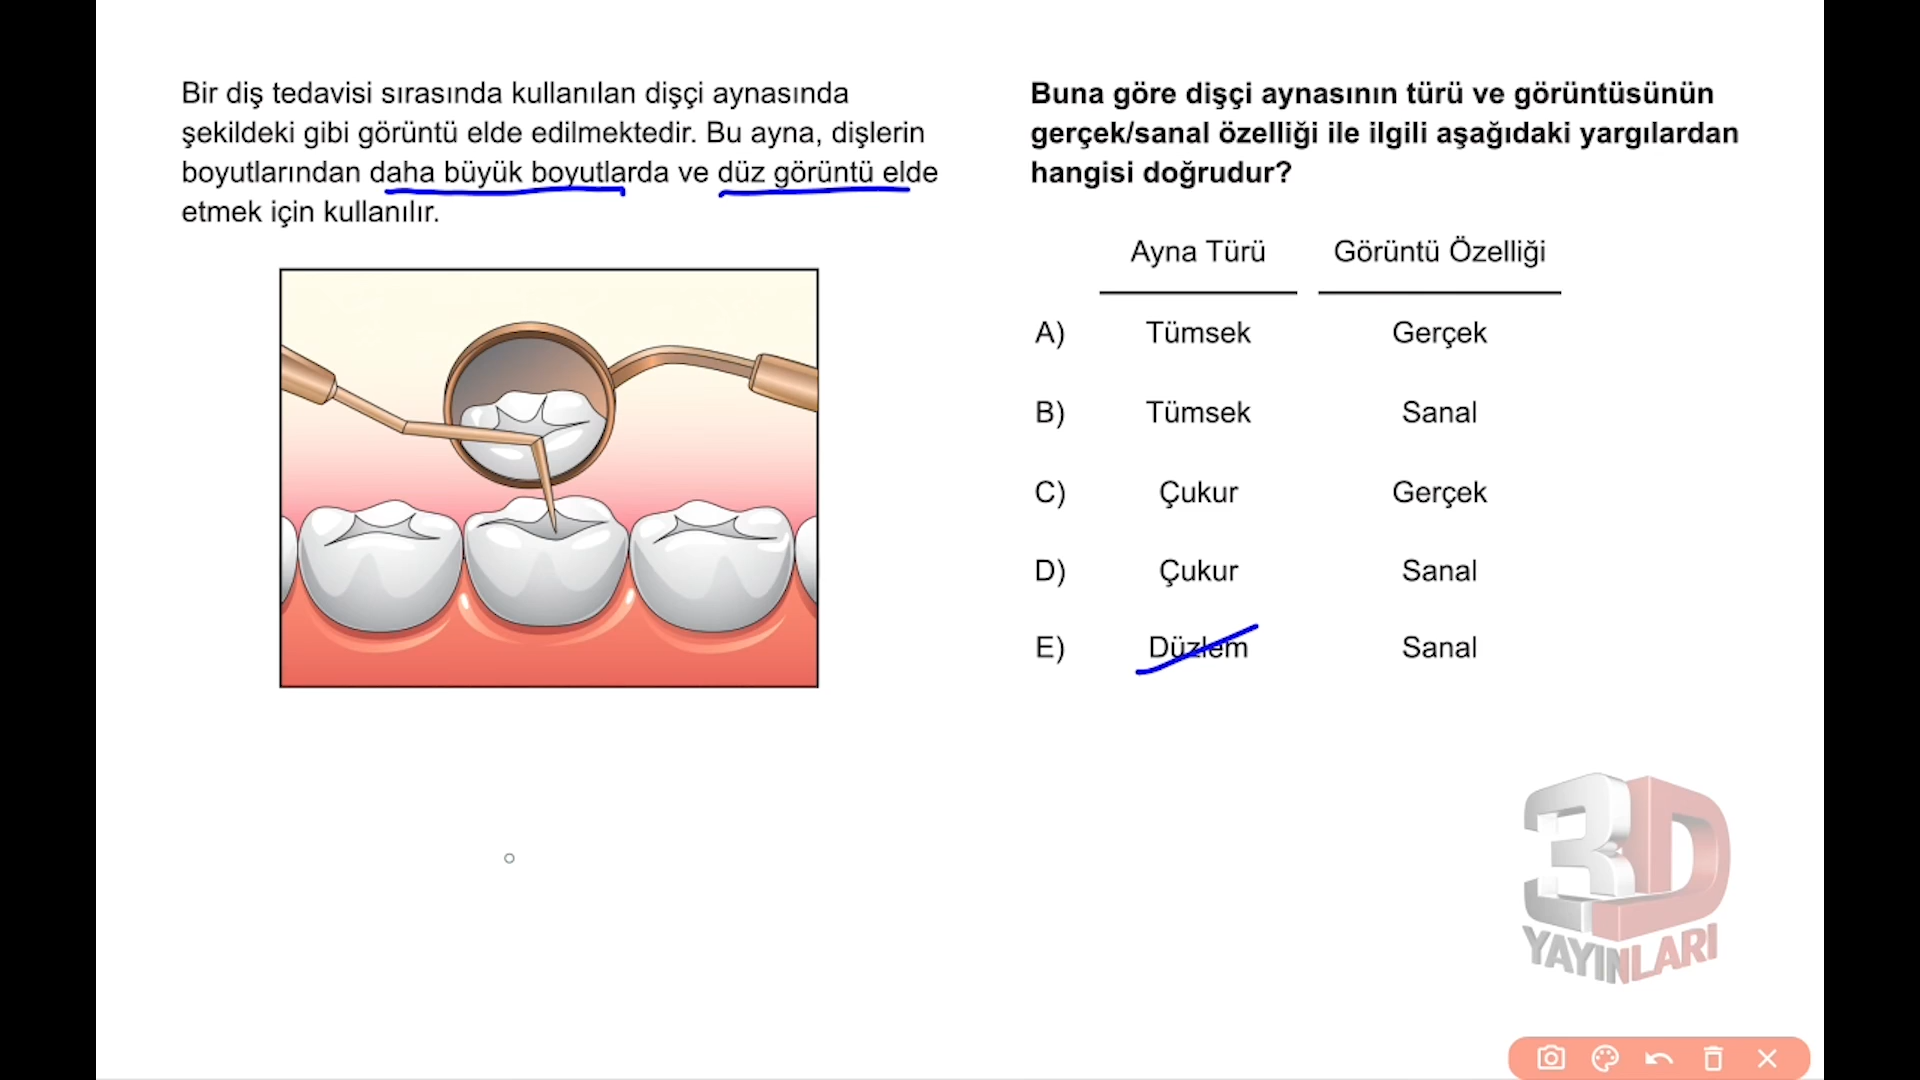 Bir diş tedavisi sırasında kullanılan dişçi aynasında
şekildeki gibi görüntü elde edilmektedir. Bu ayna, dişlerin
boyutlarından daha büyük boyutlarda ve düz görüntü elde
etmek için kullanılır.
Buna göre dişçi aynasının türü ve görüntüsünün
gerçek/sanal özelliği ile ilgili aşağıdaki yargılardan
hangisi doğrudur?
Ayna Türü Görüntü Özelliği
A) Tümsek Gerçek
B) Tümsek Sanal
C) Çukur Gerçek
D) Çukur Sanal
E) Düzlem Sanal
3D
YAYINLARI